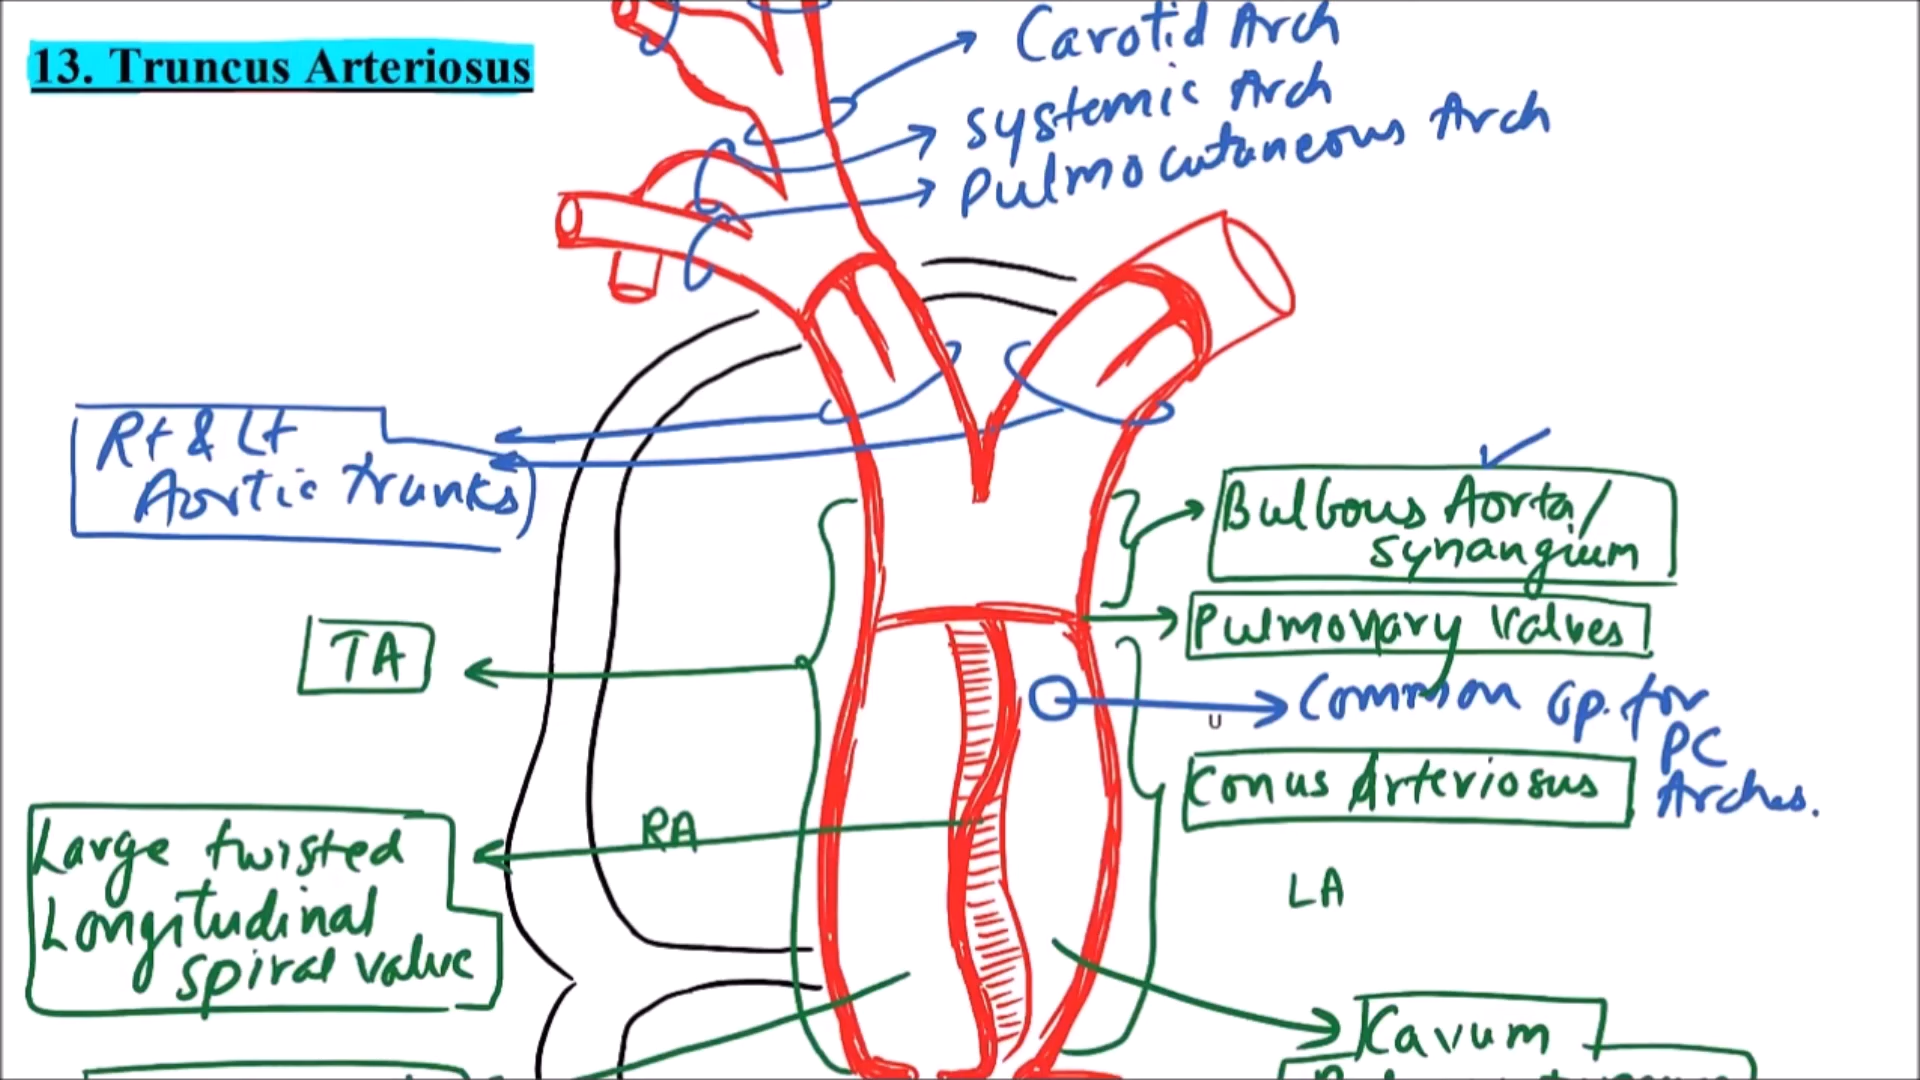 13. Truncus Arteriosus
Carotid Arch
Systemic Arch
Pulmocutaneous Arch
Rt & Lt
Aortic trunks
Bulbous Aorta/
Synangium
Pulmonary Valves
TA
Common op. for
PC
Arches.
Conus Arteriosus
RA
Large twisted
Longitudinal
spiral valve
LA
Cavum